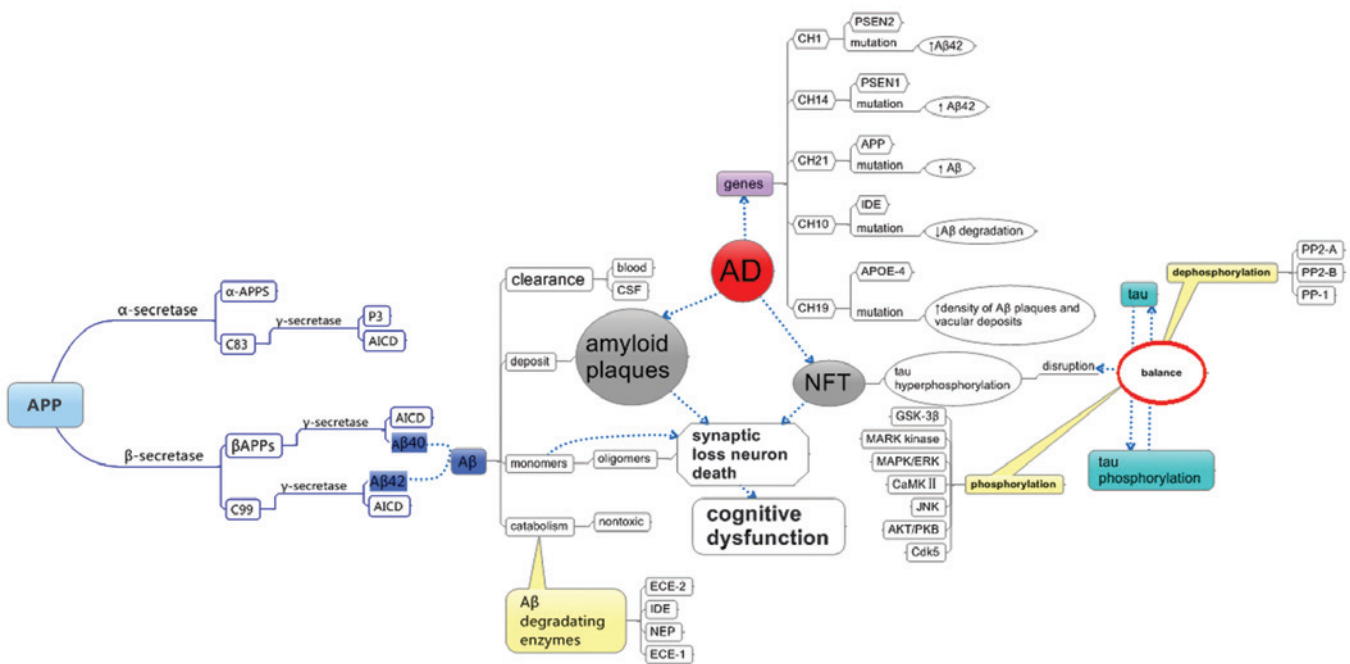 APP
α-secretase
α-APPS
C83
γ-secretase
P3
AICD
β-secretase
βAPPs
γ-secretase
AICD
Aβ40
C99
γ-secretase
Aβ42
AICD
Aβ
clearance
blood
CSF
deposit
amyloid
plaques
monomers
oligomers
catabolism
nontoxic
Aβ
degradating
enzymes
ECE-2
IDE
NEP
ECE-1
AD
genes
CH1
PSEN2
mutation
↑Aβ42
CH14
PSEN1
mutation
↑ Aβ42
CH21
APP
mutation
↑ Aβ
CH10
IDE
mutation
↓Aβ degradation
CH19
APOE-4
mutation
↑density of Aβ plaques and
vacular deposits
NFT
tau
hyperphosphorylation
disruption
balance
synaptic
loss neuron
death
cognitive
dysfunction
GSK-3β
MARK kinase
MAPK/ERK
CaMK Ⅱ
JNK
AKT/PKB
Cdk5
phosphorylation
tau
tau
phosphorylation
dephosphorylation
PP2-A
PP2-B
PP-1